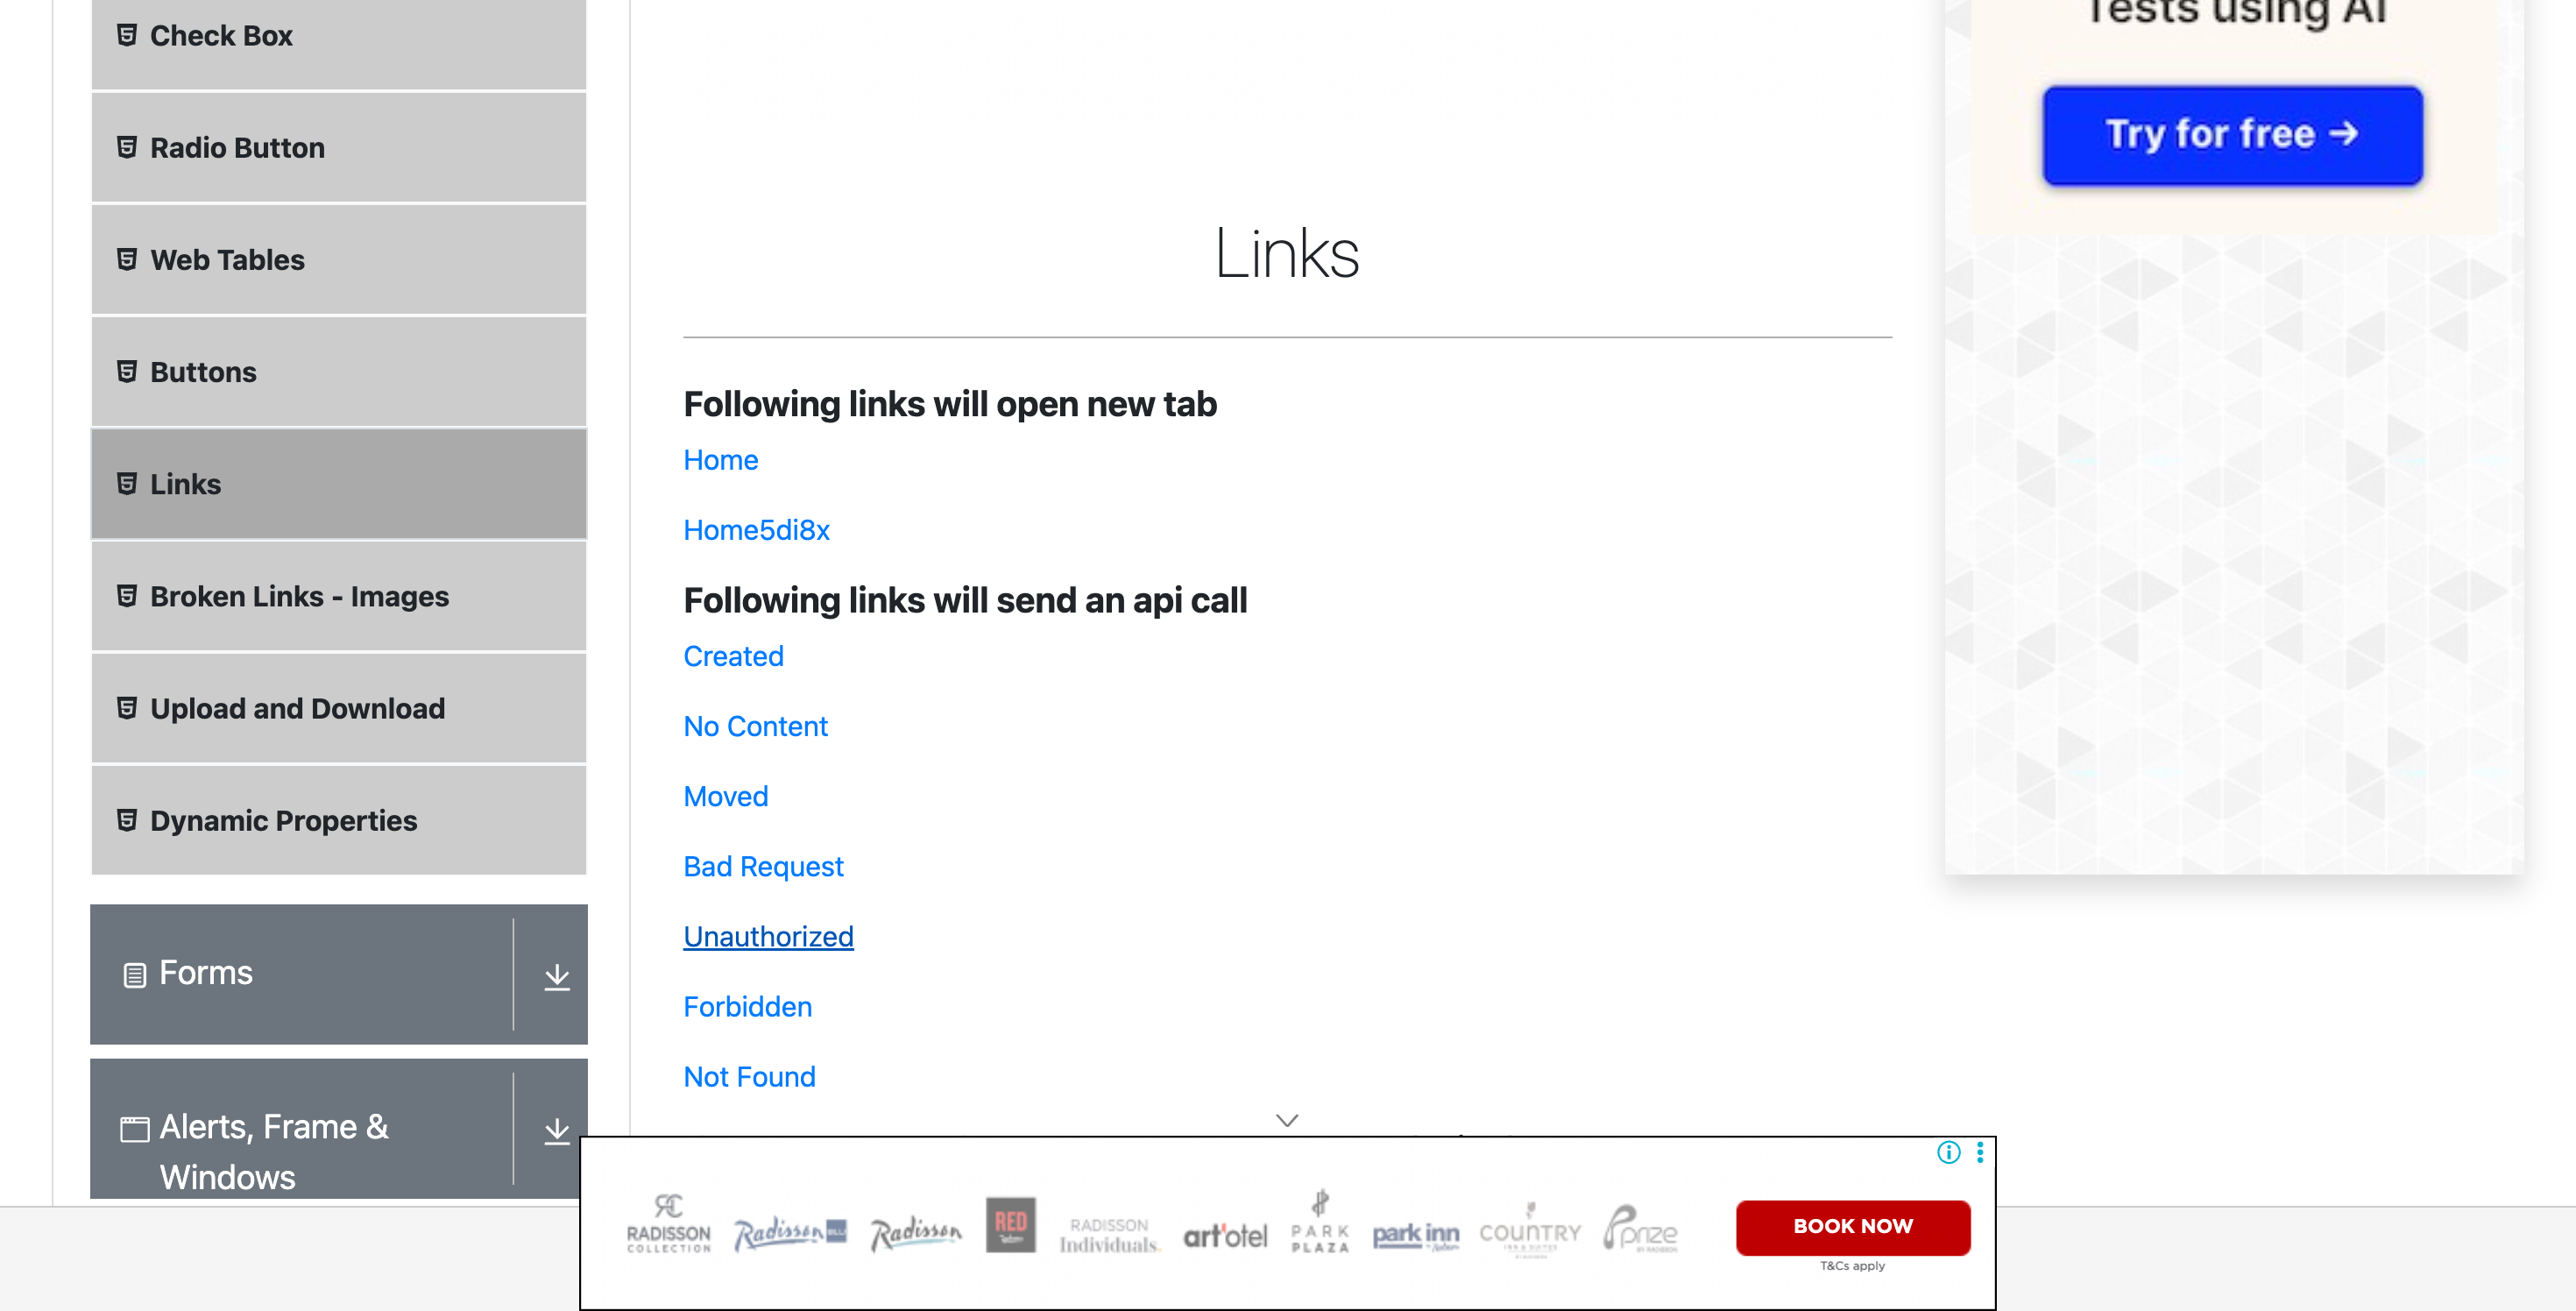 Check Box
Radio Button
Web Tables
Buttons
Links
Broken Links - Images
Upload and Download
Dynamic Properties
Forms
Alerts, Frame &
Windows
Links
Following links will open new tab
Home
Home5di8x
Following links will send an api call
Created
No Content
Moved
Bad Request
Unauthorized
Forbidden
Not Found
Tests using AI
Try for free →
RADISSON
COLLECTION
Radisson BLU
Radisson
RED
RADISSON
Individuals
art'otel
PARK
PLAZA
park inn
COUNTRY
prize
BOOK NOW
T&Cs apply